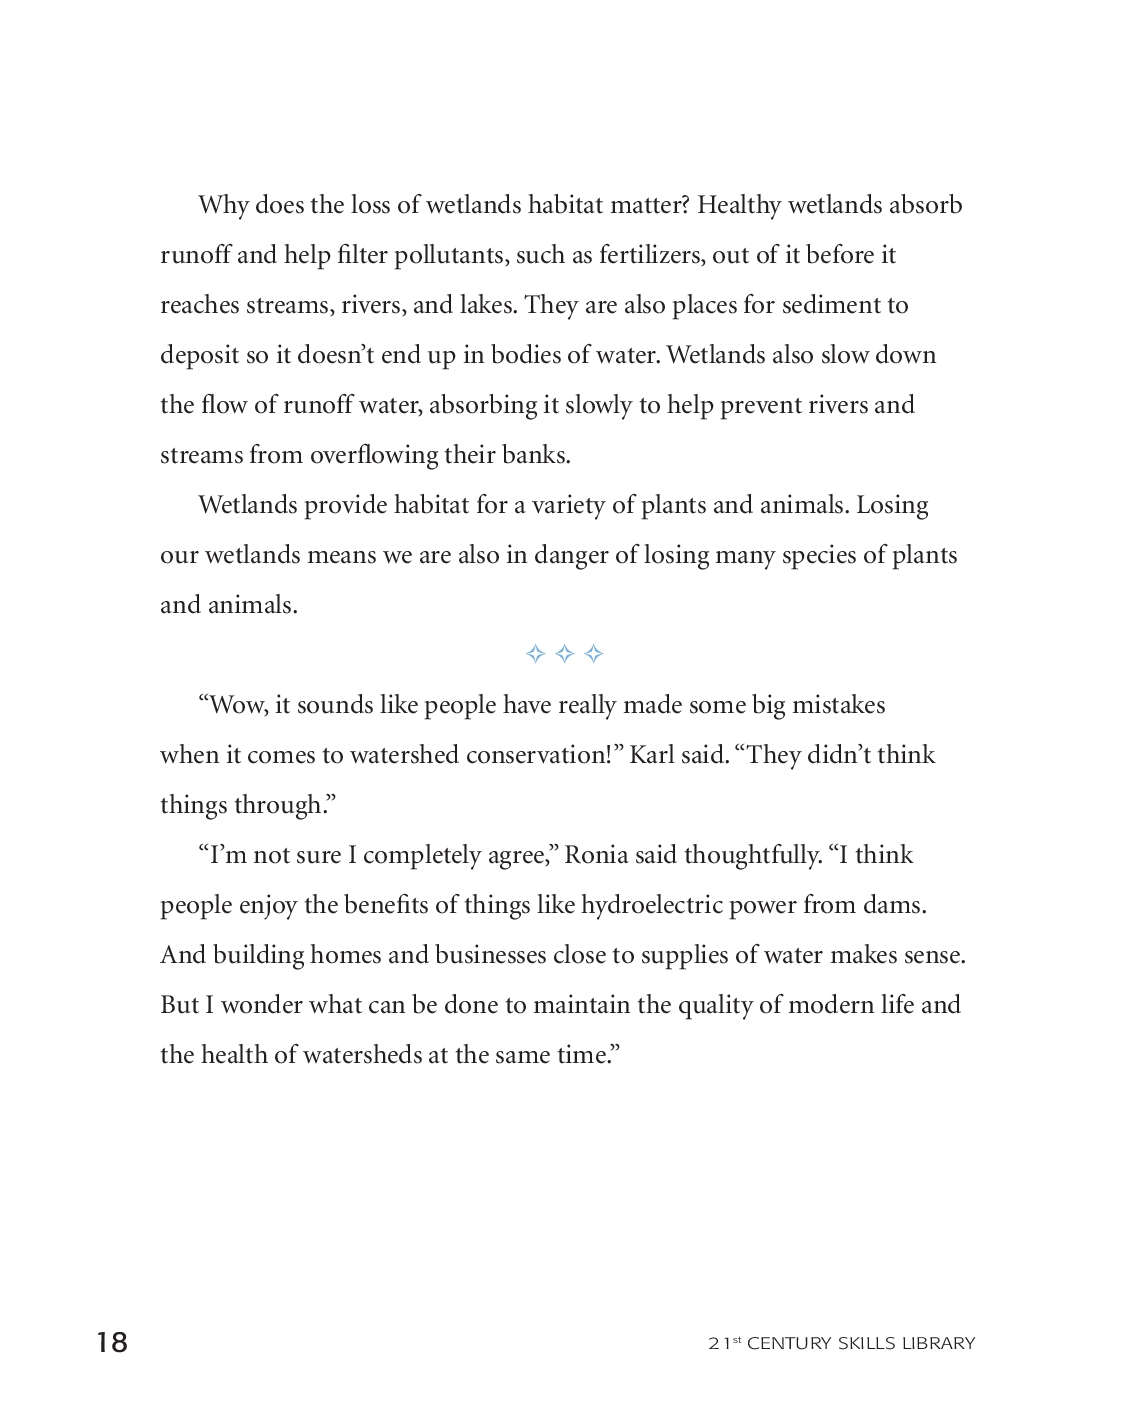 Why does the loss of wetlands habitat matter? Healthy wetlands absorb
runoff and help filter pollutants, such as fertilizers, out of it before it
reaches streams, rivers, and lakes. They are also places for sediment to
deposit so it doesn’t end up in bodies of water. Wetlands also slow down
the flow of runoff water, absorbing it slowly to help prevent rivers and
streams from overflowing their banks.
Wetlands provide habitat for a variety of plants and animals. Losing
our wetlands means we are also in danger of losing many species of plants
and animals.
“Wow, it sounds like people have really made some big mistakes
when it comes to watershed conservation!” Karl said. “They didn’t think
things through.”
“I’m not sure I completely agree,” Ronia said thoughtfully. “I think
people enjoy the benefits of things like hydroelectric power from dams.
And building homes and businesses close to supplies of water makes sense.
But I wonder what can be done to maintain the quality of modern life and
the health of watersheds at the same time.”
18 21st CENTURY SKILLS LIBRARY